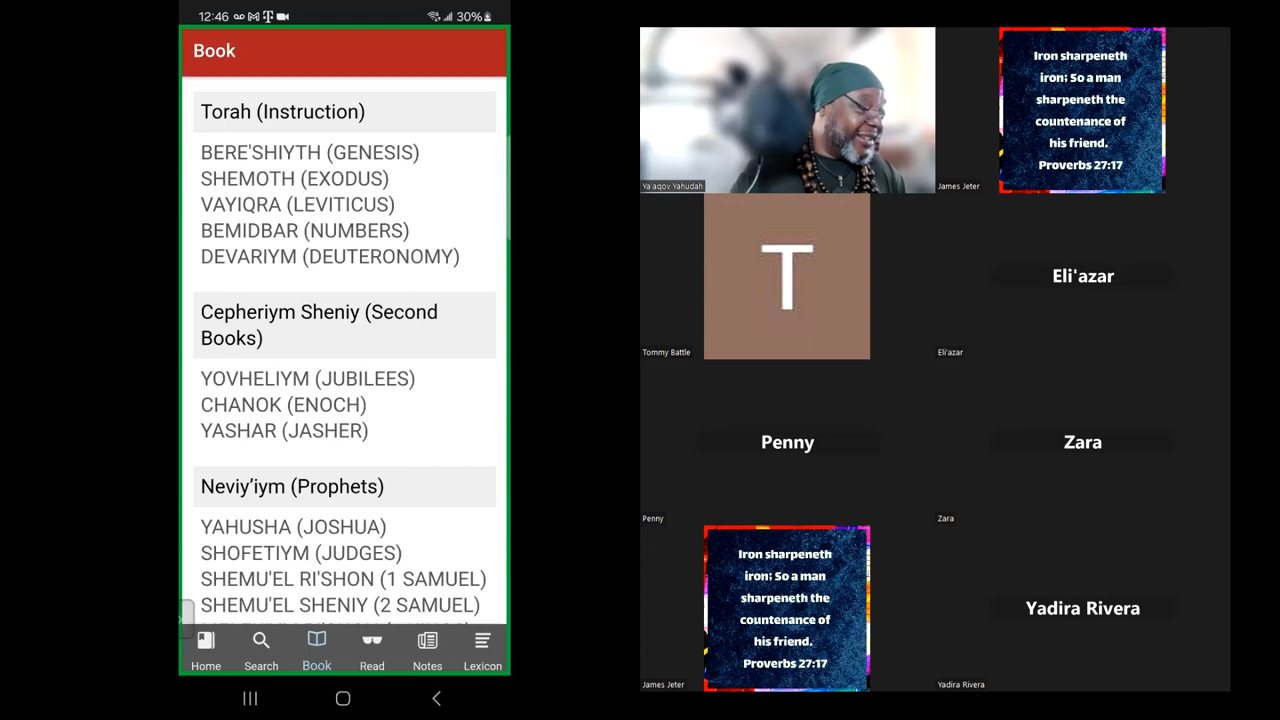 12:46
30%
Book
Torah (Instruction)
BERE'SHIYTH (GENESIS)
SHEMOTH (EXODUS)
VAYIQRA (LEVITICUS)
BEMIDBAR (NUMBERS)
DEVARIYM (DEUTERONOMY)
Cepheriym Sheniy (Second
Books)
YOVHELIYM (JUBILEES)
CHANOK (ENOCH)
YASHAR (JASHER)
Neviy’iym (Prophets)
YAHUSHA (JOSHUA)
SHOFETIYM (JUDGES)
SHEMU'EL RI'SHON (1 SAMUEL)
SHEMU'EL SHENIY (2 SAMUEL)
Home
Search
Book
Read
Notes
Lexicon
Ya'aqov Yahudah
Iron sharpeneth
iron; So a man
sharpeneth the
countenance of
his friend.
Proverbs 27:17
James Jeter
T
Tommy Battle
Eli'azar
Eli'azar
Penny
Penny
Zara
Zara
Iron sharpeneth
iron; So a man
sharpeneth the
countenance of
his friend.
Proverbs 27:17
James Jeter
Yadira Rivera
Yadira Rivera